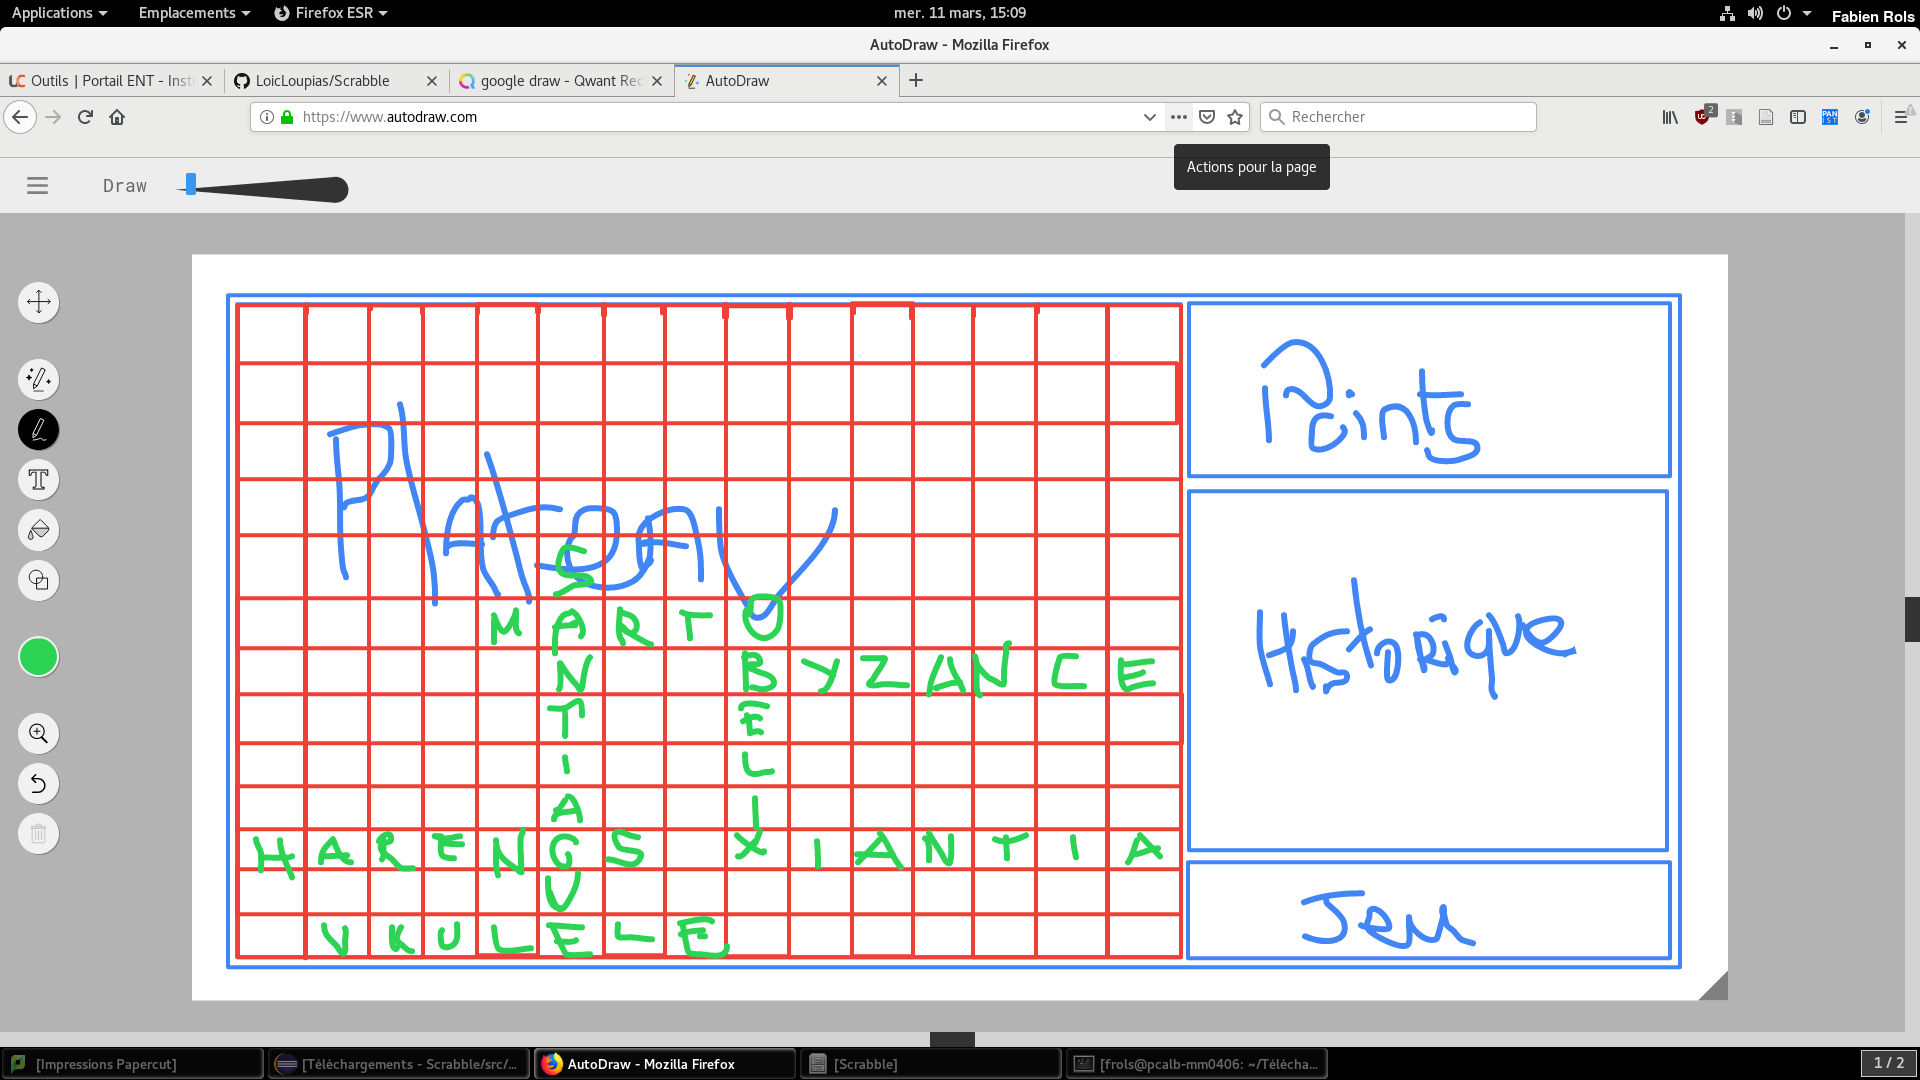 Applications Emplacements Firefox ESR mer. 11 mars, 15:09 Fabien Rols
AutoDraw - Mozilla Firefox
Outils | Portail ENT - Insti LoicLoupias/Scrabble google draw - Qwant Rec AutoDraw
https://www.autodraw.com Rechercher 2
Actions pour la page
Draw
Points
Plateau
S
MARTO
N BYZANCE
T E
I L
A I
HARENGS XIANTIA
U
UKULELE
Historique
Jeu
[Impressions Papercut] [Téléchargements - Scrabble/src/... AutoDraw - Mozilla Firefox [Scrabble] [frols@pcalb-mm0406: ~/Télécha... 1 / 2